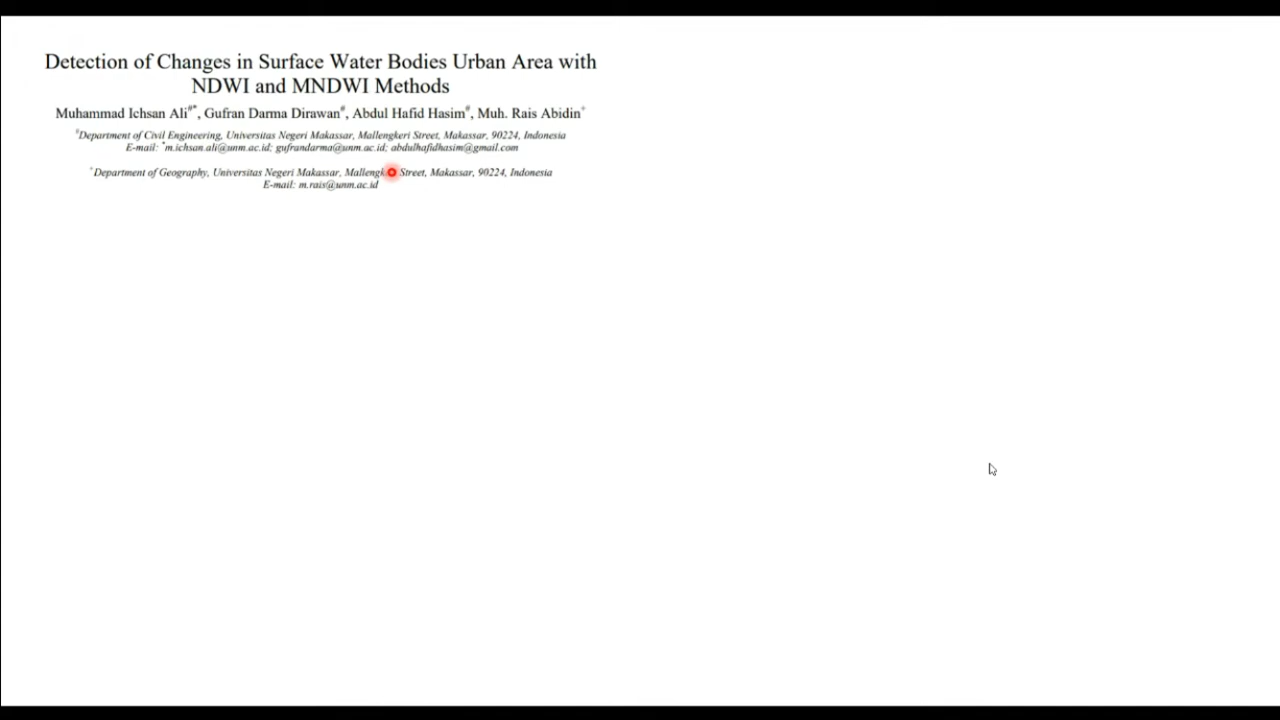 Detection of Changes in Surface Water Bodies Urban Area with
NDWI and MNDWI Methods
Muhammad Ichsan Ali#*, Gufran Darma Dirawan#, Abdul Hafid Hasim#, Muh. Rais Abidin+
#Department of Civil Engineering, Universitas Negeri Makassar, Mallengkeri Street, Makassar, 90224, Indonesia
E-mail: *m.ichsan.ali@unm.ac.id; gufrandarma@unm.ac.id; abdulhafidhasim@gmail.com
+Department of Geography, Universitas Negeri Makassar, Street, Makassar, 90224, Indonesia
E-mail: m.rais@unm.ac.id